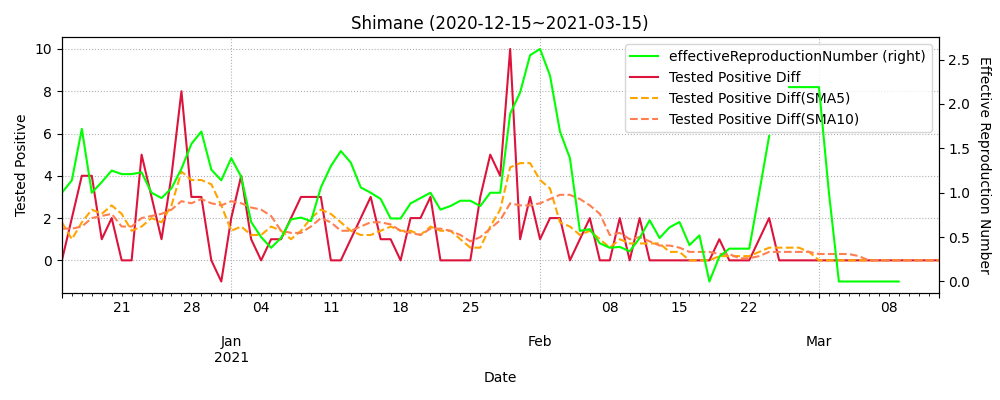 Shimane (2020-12-15~2021-03-15)
effectiveReproductionNumber (right)
Tested Positive Diff
Tested Positive Diff(SMA5)
Tested Positive Diff(SMA10)
Tested Positive
10
8
6
4
2
0
Effective Reproduction Number
2.5
2.0
1.5
1.0
0.5
0.0
21 28 04 11 18 25 08 15 22 08
Jan Feb Mar
2021
Date